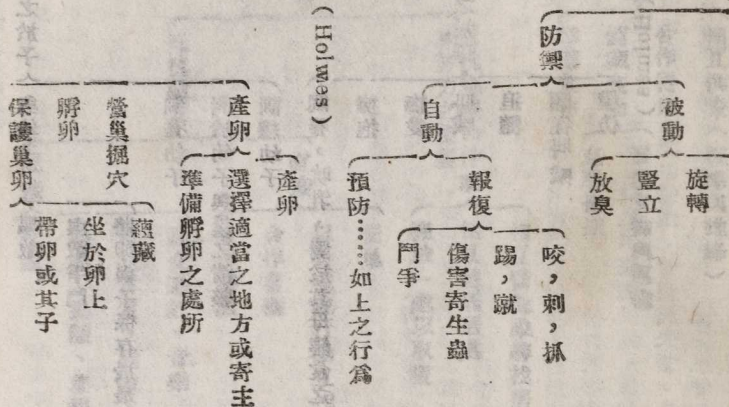 防禦
被動
旋轉
豎立
放臭
自動
報復
咬，刺，抓
踢，蹴
傷害寄生蟲
鬥爭
預防……如上之行爲
（Holwes）
產卵
產卵
選擇適當之地方或寄主
準備孵卵之處所
營巢掘穴
孵卵
保護巢卵
蘊藏
坐於卵上
帶卵或其子